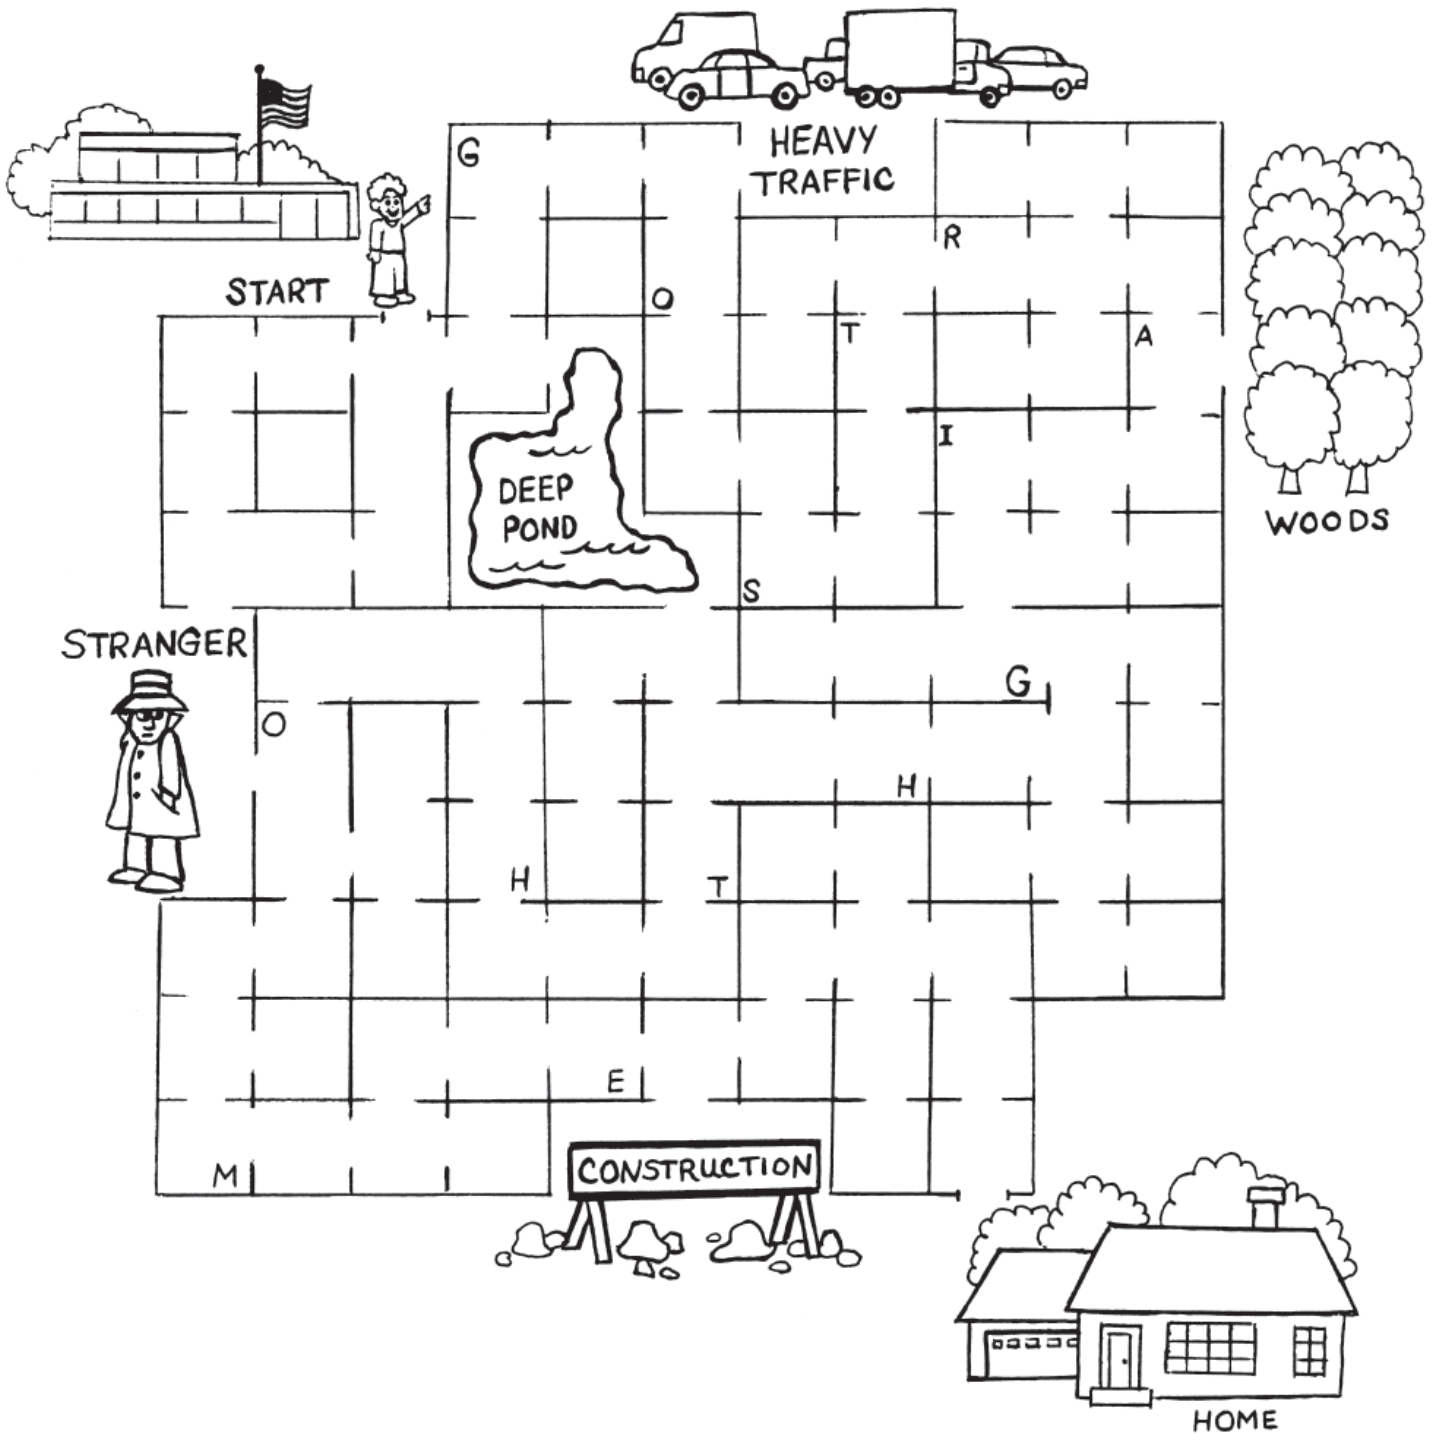 HEAVY
TRAFFIC
G
R
START
O
T
A
I
DEEP
POND
WOODS
S
STRANGER
G
O
H
H
T
E
M
CONSTRUCTION
HOME